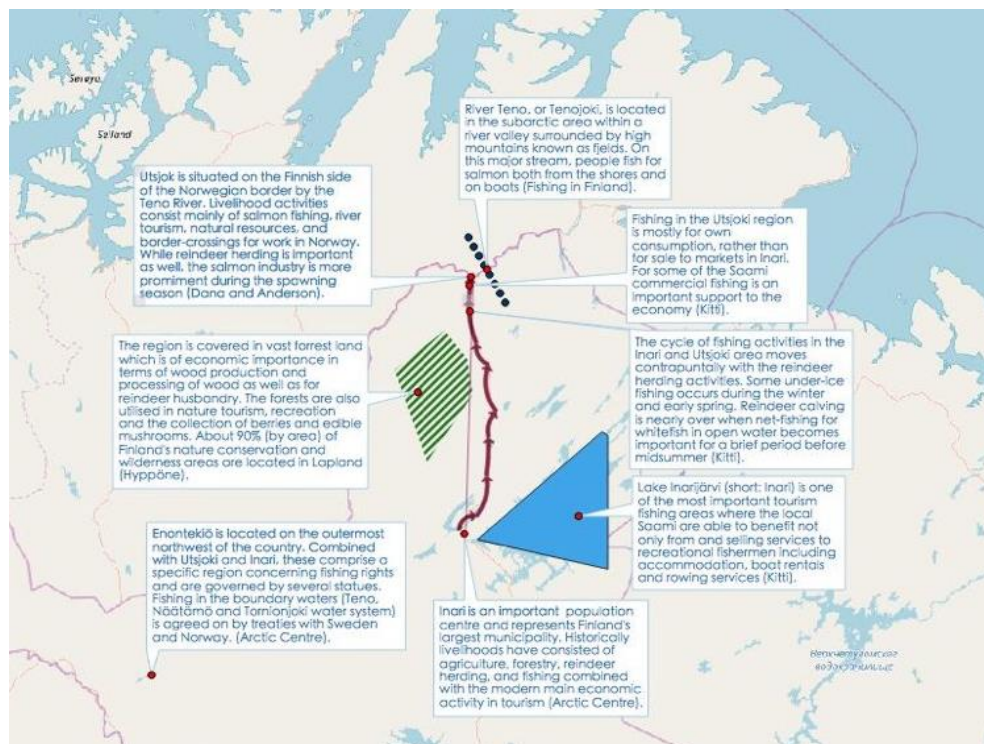 Sørøya
Seiland
River Teno, or Tenojoki, is located
in the subarctic area within a
river valley surrounded by high
mountains known as fjelds. On
this major stream, people fish for
salmon both from the shores and
on boats (Fishing in Finland).
Utsjok is situated on the Finnish side
of the Norwegian border by the
Tena River. Livelihood activities
consist mainly of salmon fishing, river
tourism, natural resources, and
border-crossings for work in Norway.
While reindeer herding is important
as well, the salmon industry is more
prominent during the spawning
season (Dana and Anderson).
Fishing in the Utsjoki region
is mostly for own
consumption, rather than
for sale to markets in Inari.
For some of the Saami
commercial fishing is an
important support to the
economy (Kitti).
The region is covered in vast forrest land
which is of economic importance in
terms of wood production and
processing of wood as well as for
reindeer husbandry. The forests are also
utilised in nature tourism, recreation
and the collection of berries and edible
mushrooms. About 90% (by area) of
Finland's nature conservation and
wilderness areas are located in Lapland
(Hyppöne).
The cycle of fishing activities in the
Inari and Utsjoki area moves
contrapuntally with the reindeer
herding activities. Some under-ice
fishing occurs during the winter
and early spring. Reindeer calving
is nearly over when net-fishing for
whitefish in open water becomes
important for a brief period before
midsummer (Kitti).
Lake Inarijärvi (short: Inari) is one
of the most important tourism
fishing areas where the local
Saami are able to benefit not
only from and selling services to
recreational fishermen including
accommodation, boat rentals
and rowing services (Kitti).
Enontekiö is located on the outermost
northwest of the country. Combined
with Utsjoki and Inari, these comprise a
specific region concerning fishing rights
and are governed by several statues.
Fishing in the boundary waters (Teno,
Näätämö and Tornionjoki water system)
is agreed on by treaties with Sweden
and Norway. (Arctic Centre).
Inari is an important population
centre and represents Finland's
largest municipality. Historically
livelihoods have consisted of
agriculture, forestry, reindeer
herding, and fishing combined
with the modern main economic
activity in tourism (Arctic Centre).
Верхнетуломское
водохранилище